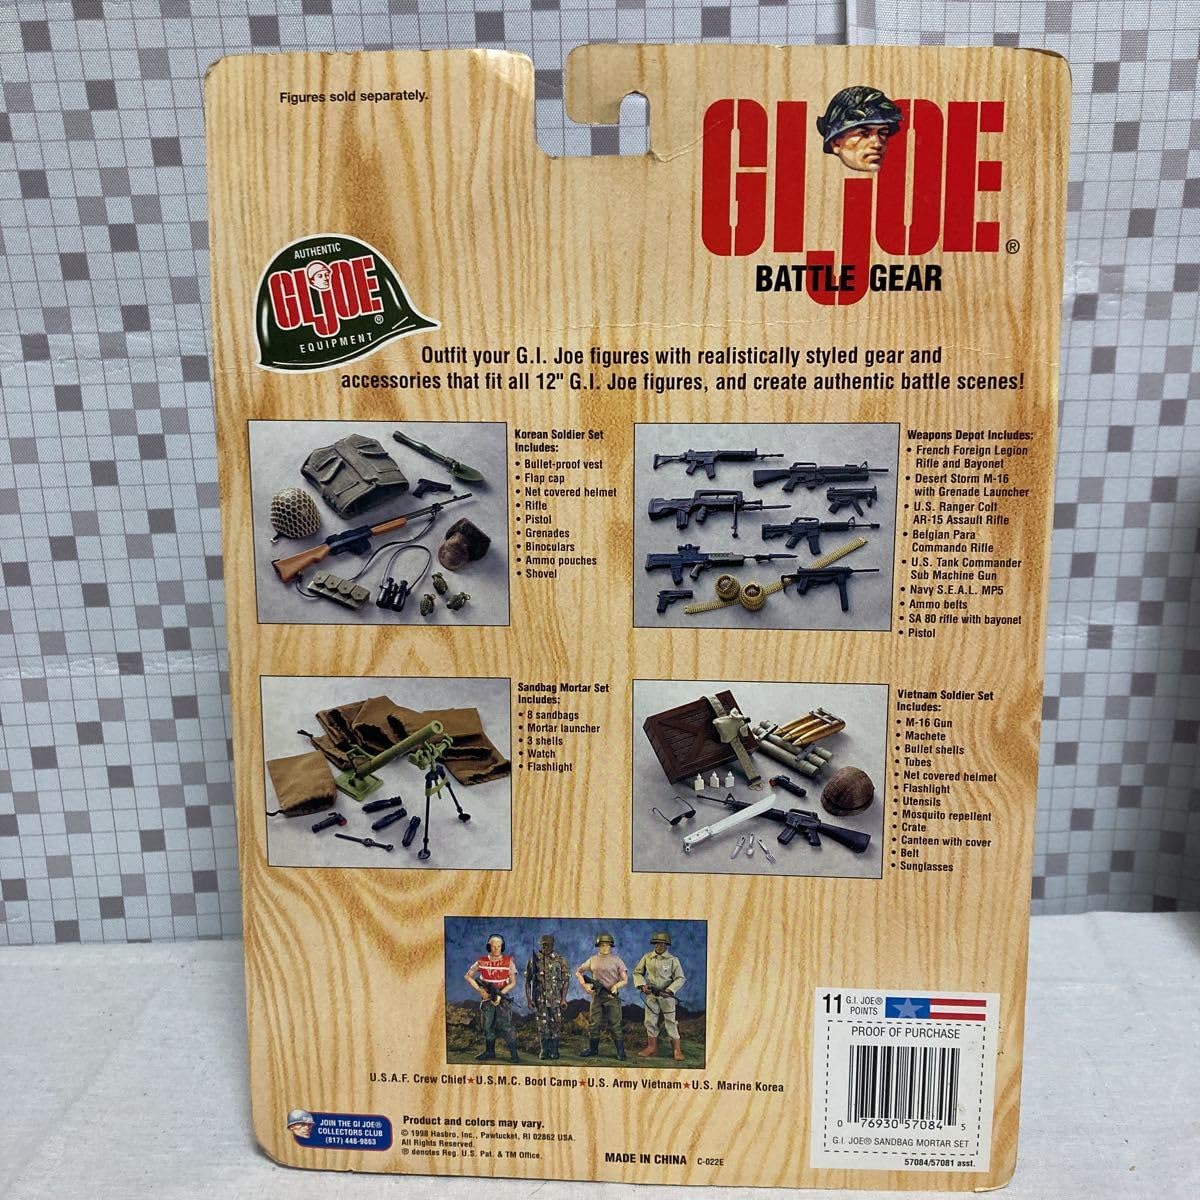 Figures sold separately.
GI JOE®
BATTLE GEAR
AUTHENTIC
GI JOE®
EQUIPMENT
Outfit your G.I. Joe figures with realistically styled gear and
accessories that fit all 12" G.I. Joe figures, and create authentic battle scenes!
Korean Soldier Set
Includes:
• Bullet-proof vest
• Flap cap
• Net covered helmet
• Rifle
• Pistol
• Grenades
• Binoculars
• Ammo pouches
• Shovel
Weapons Depot Includes:
• French Foreign Legion
Rifle and Bayonet
• Desert Storm M-16
with Grenade Launcher
• U.S. Ranger Colt
AR-15 Assault Rifle
• Belgian Para
Commando Rifle
• U.S. Tank Commander
Sub Machine Gun
• Navy S.E.A.L. MP5
• Ammo belts
• SA 80 rifle with bayonet
• Pistol
Sandbag Mortar Set
Includes:
• 8 sandbags
• Mortar launcher
• 3 shells
• Watch
• Flashlight
Vietnam Soldier Set
Includes:
• M-16 Gun
• Machete
• Bullet shells
• Tubes
• Net covered helmet
• Flashlight
• Utensils
• Mosquito repellent
• Crate
• Canteen with cover
• Belt
• Sunglasses
U.S.A.F. Crew Chief★U.S.M.C. Boot Camp★U.S. Army Vietnam★U.S. Marine Korea
JOIN THE GI JOE®
COLLECTORS CLUB
(817) 448-9863
Product and colors may vary.
© 1998 Hasbro, Inc., Pawtucket, RI 02862 USA.
All Rights Reserved.
® denotes Reg. U.S. Pat. & TM Office.
MADE IN CHINA C-022E
11 G.I. JOE®
POINTS
PROOF OF PURCHASE
0 76930 57084 5
G.I. JOE® SANDBAG MORTAR SET
57084/57081 asst.